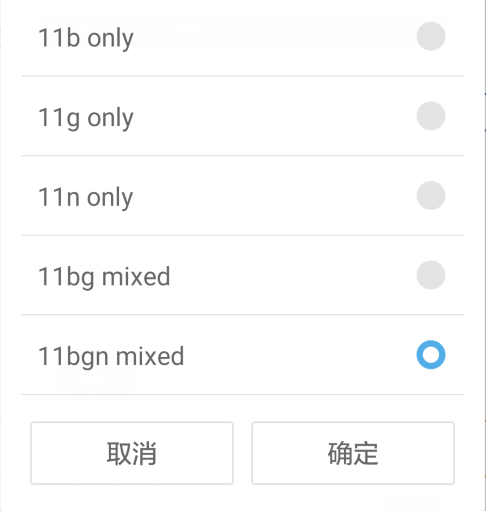 11b only
11g only
11n only
11bg mixed
11bgn mixed
取消 确定